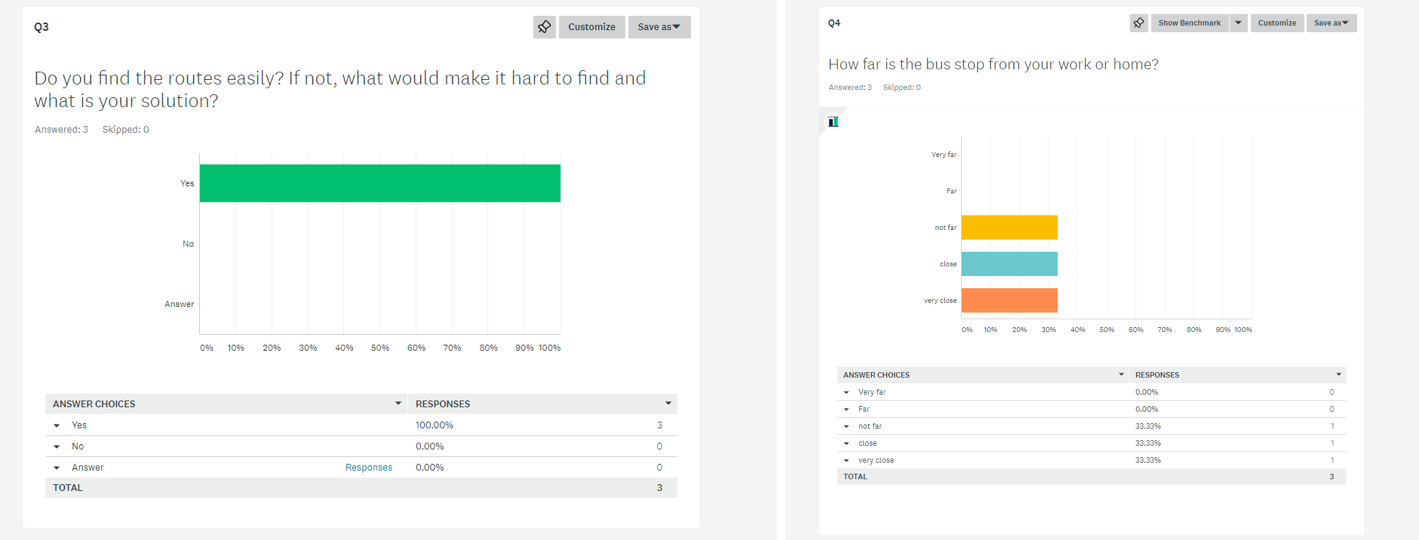 Q3
Customize
Save as
Do you find the routes easily? If not, what would make it hard to find and
what is your solution?
Answered: 3 Skipped: 0
Yes
No
Answer
0% 10% 20% 30% 40% 50% 60% 70% 80% 90% 100%
ANSWER CHOICES RESPONSES
Yes 100.00% 3
No 0.00% 0
Answer Responses 0.00% 0
TOTAL 3
Q4
Show Benchmark
Customize
Save as
How far is the bus stop from your work or home?
Answered: 3 Skipped: 0
Very far
Far
not far
close
very close
0% 10% 20% 30% 40% 50% 60% 70% 80% 90% 100%
ANSWER CHOICES RESPONSES
Very far 0.00% 0
Far 0.00% 0
not far 33.33% 1
close 33.33% 1
very close 33.33% 1
TOTAL 3